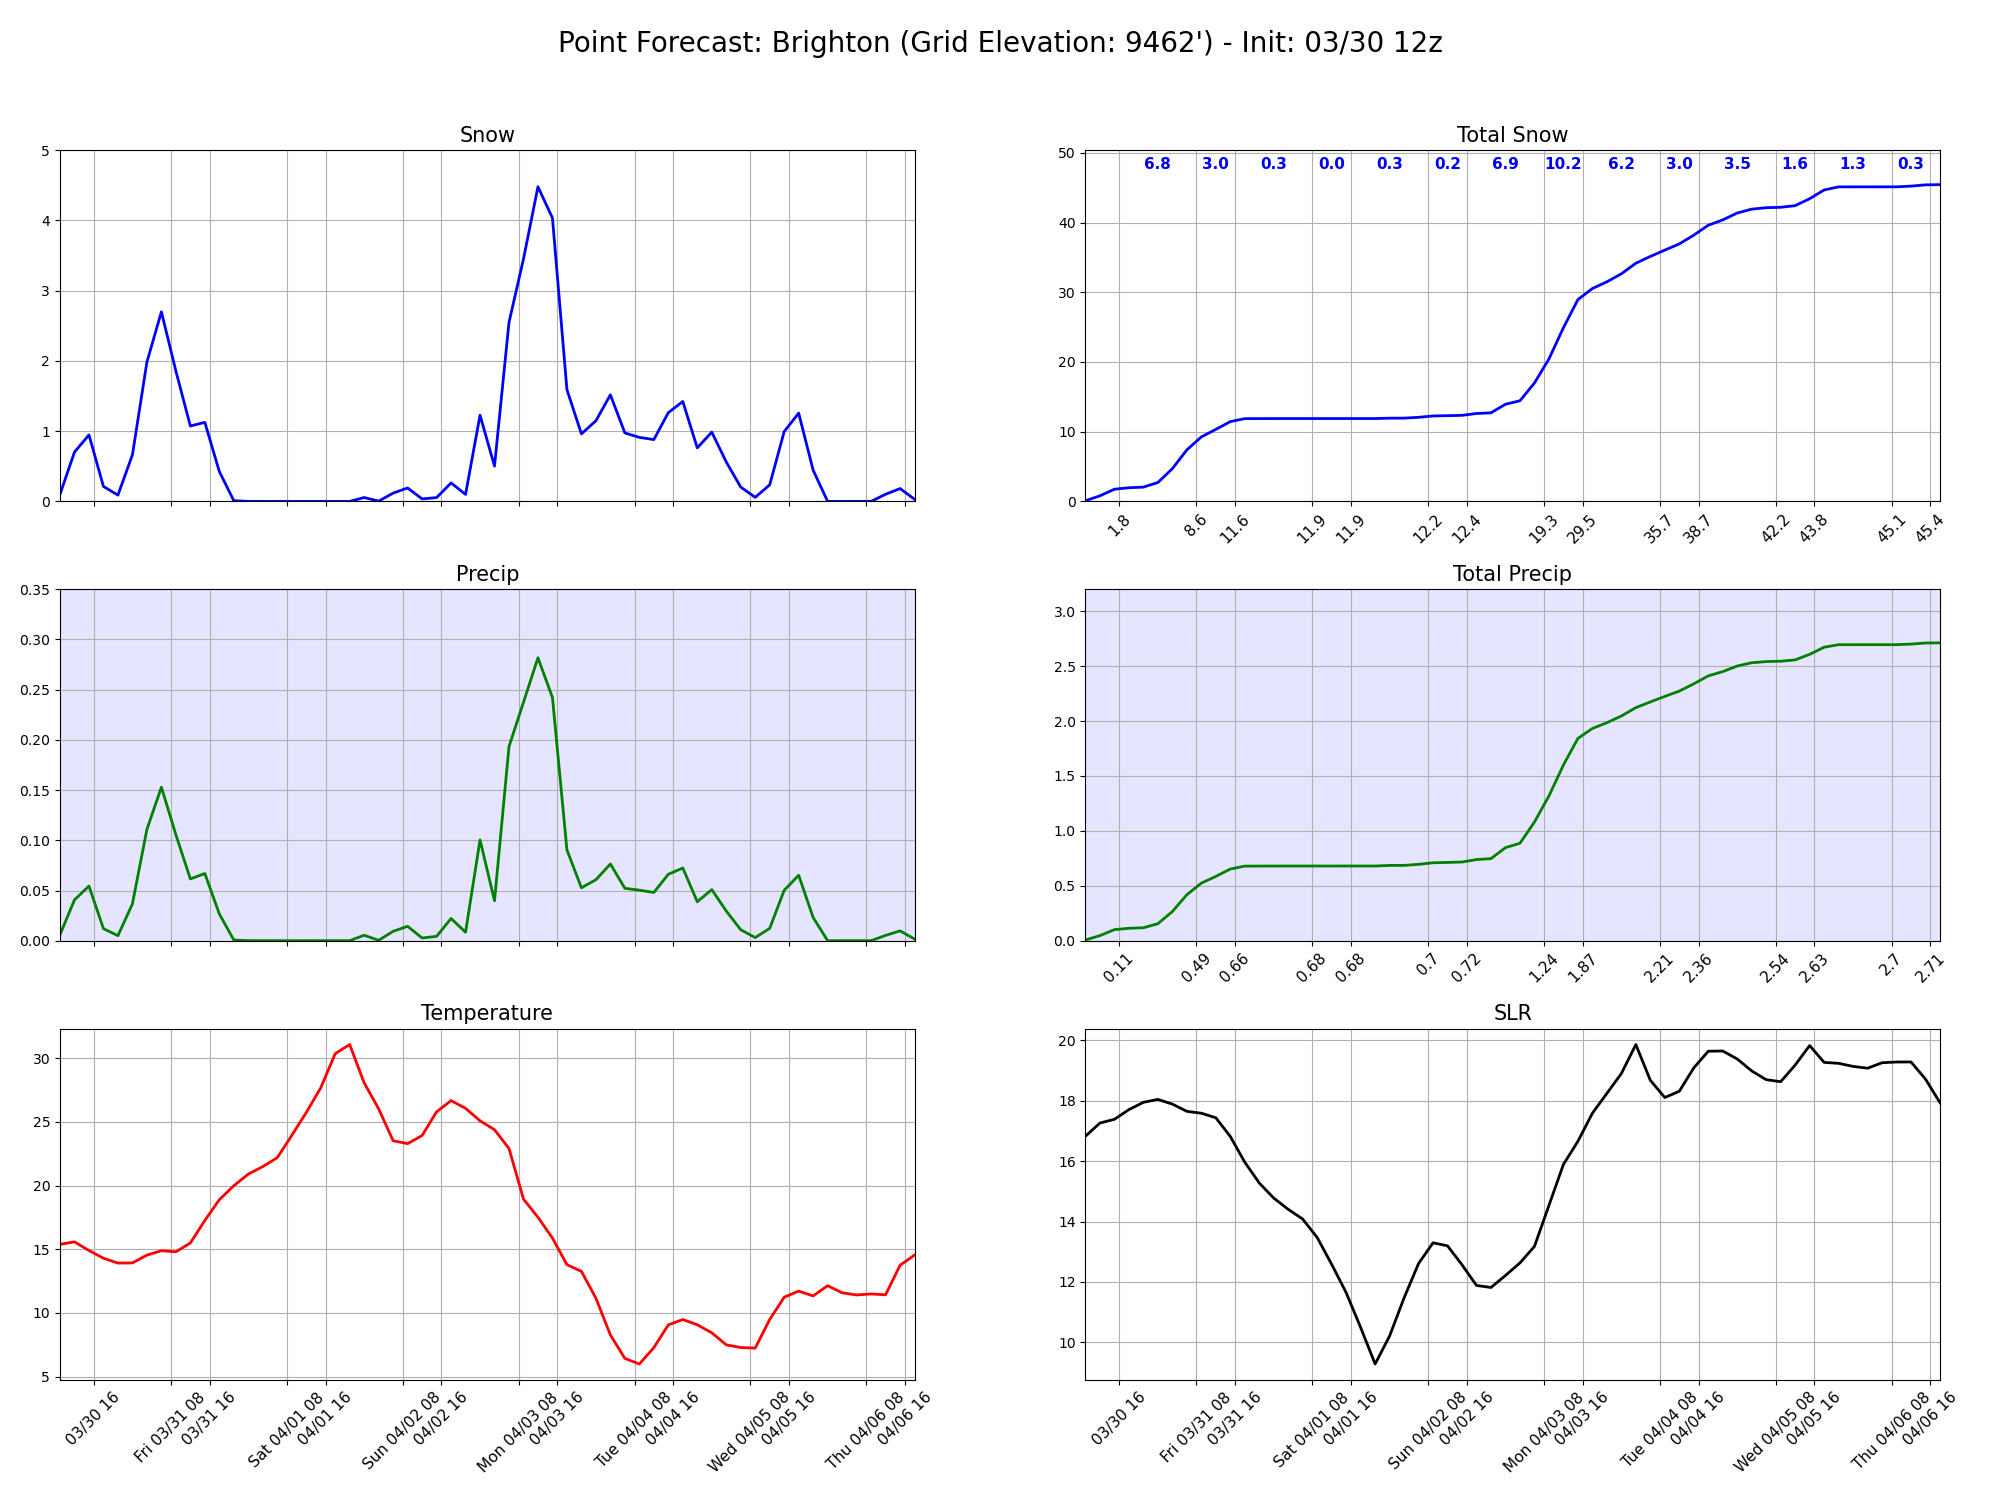 Point Forecast: Brighton (Grid Elevation: 9462') - Init: 03/30 12z
Snow
5
4
3
2
1
0
Total Snow
50
40
30
20
10
0
6.8 3.0 0.3 0.0 0.3 0.2 6.9 10.2 6.2 3.0 3.5 1.6 1.3 0.3
1.8 8.6 11.6 11.9 11.9 12.2 12.4 19.3 29.5 35.7 38.7 42.2 43.8 45.1 45.4
Precip
0.35
0.30
0.25
0.20
0.15
0.10
0.05
0.00
Total Precip
3.0
2.5
2.0
1.5
1.0
0.5
0.0
0.11 0.49 0.66 0.68 0.68 0.7 0.72 1.24 1.87 2.21 2.36 2.54 2.63 2.7 2.71
Temperature
30
25
20
15
10
5
03/30 16
Fri 03/31 08
03/31 16
Sat 04/01 08
04/01 16
Sun 04/02 08
04/02 16
Mon 04/03 08
04/03 16
Tue 04/04 08
04/04 16
Wed 04/05 08
04/05 16
Thu 04/06 08
04/06 16
SLR
20
18
16
14
12
10
03/30 16
Fri 03/31 08
03/31 16
Sat 04/01 08
04/01 16
Sun 04/02 08
04/02 16
Mon 04/03 08
04/03 16
Tue 04/04 08
04/04 16
Wed 04/05 08
04/05 16
Thu 04/06 08
04/06 16